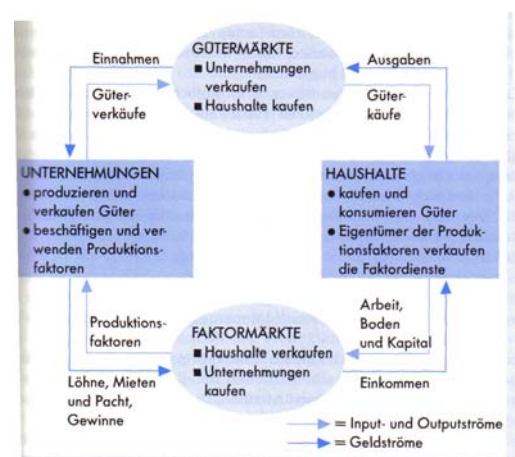 GÜTERMÄRKTE
■ Unternehmungen
verkaufen
■ Haushalte kaufen
Einnahmen
Ausgaben
Güter-
verkäufe
Güter-
käufe
UNTERNEHMUNGEN
● produzieren und
verkaufen Güter
● beschäftigen und ver-
wenden Produktions-
faktoren
HAUSHALTE
● kaufen und
konsumieren Güter
● Eigentümer der Produk-
tionsfaktoren verkaufen
die Faktordienste
Produktions-
faktoren
Arbeit,
Boden
und Kapital
FAKTORMÄRKTE
■ Haushalte verkaufen
■ Unternehmungen
kaufen
Löhne, Mieten
und Pacht,
Gewinne
Einkommen
= Input- und Outputströme
= Geldströme